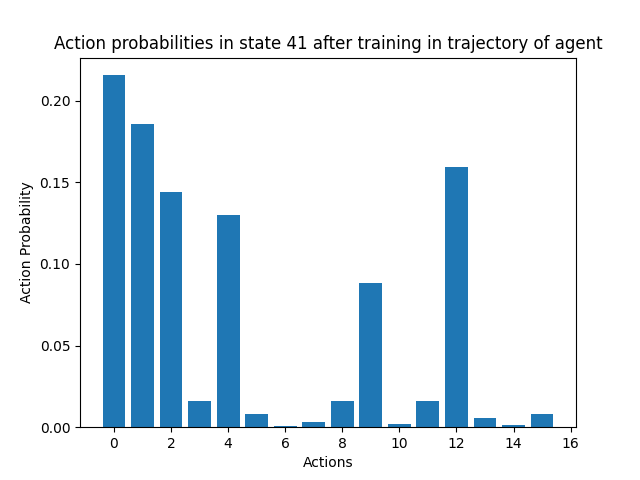 Action probabilities in state 41 after training in trajectory of agent
0.20
0.15
0.10
0.05
0.00
Action Probability
0 2 4 6 8 10 12 14 16
Actions